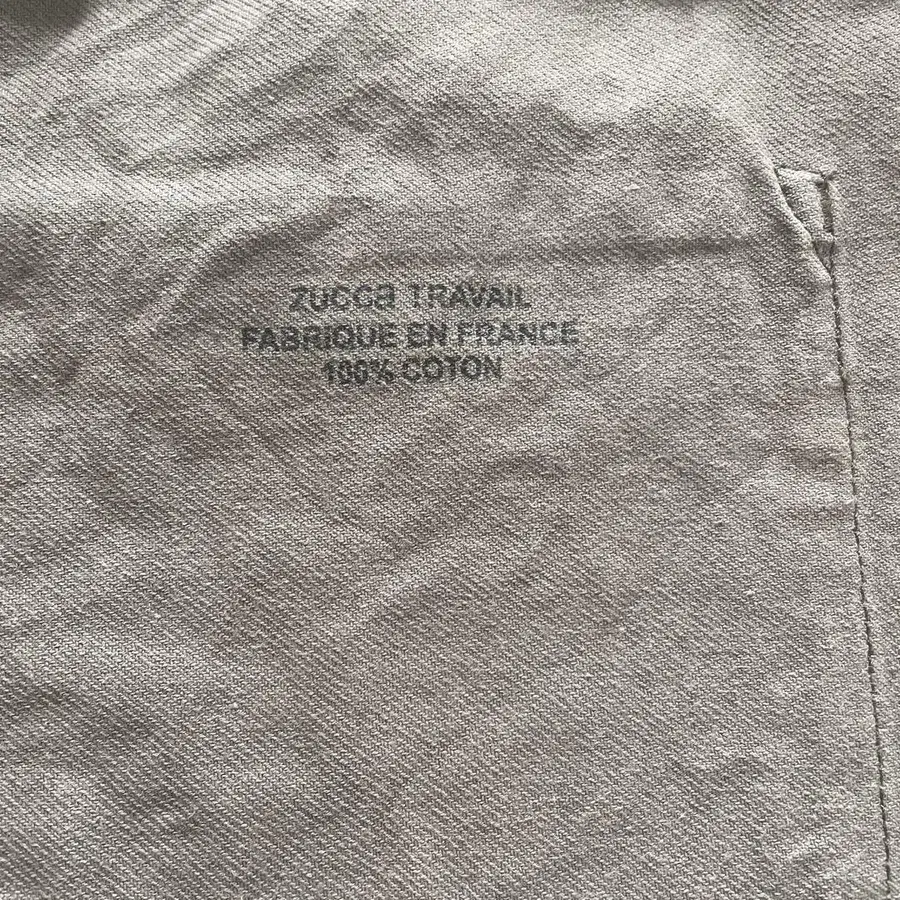 ZUCCa TRAVAIL
FABRIQUE EN FRANCE
100% COTON